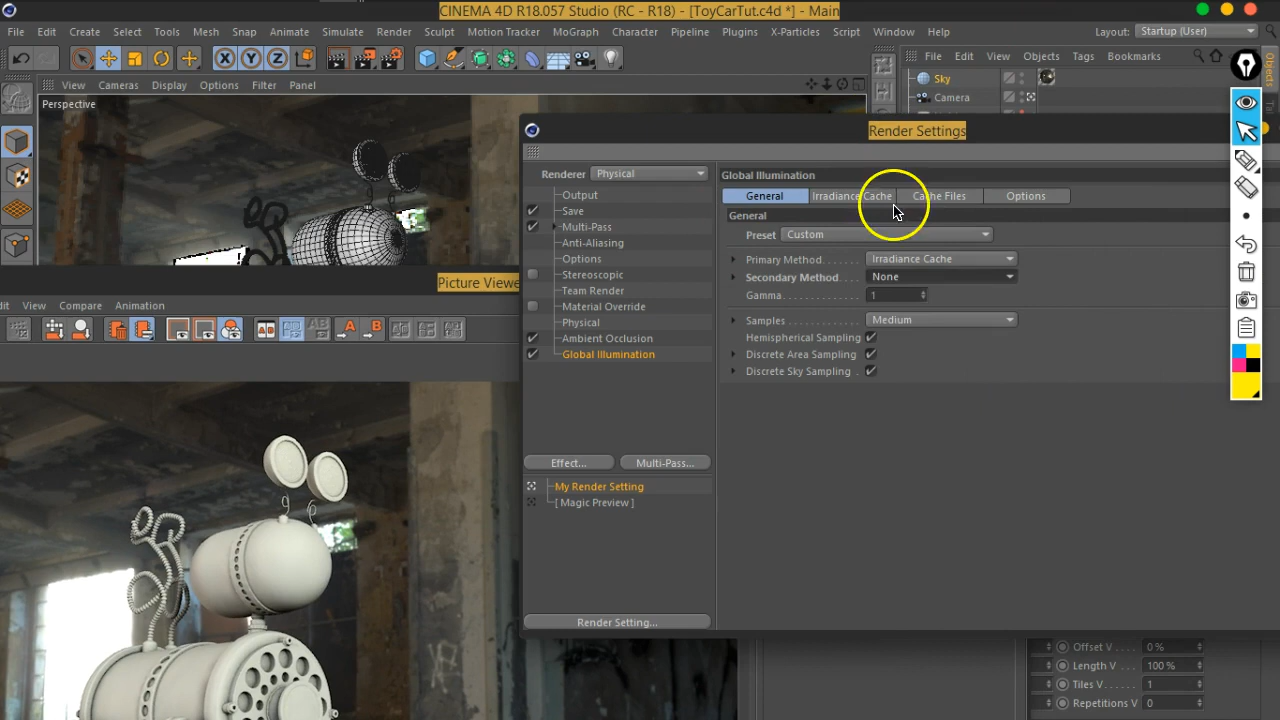 CINEMA 4D R18.057 Studio (RC - R18) - [ToyCarTut.c4d *] - Main
File Edit Create Select Tools Mesh Snap Animate Simulate Render Sculpt Motion Tracker MoGraph Character Pipeline Plugins X-Particles Script Window Help Layout: Startup (User)
X Y Z
File Edit View Objects Tags Bookmarks
View Cameras Display Options Filter Panel
Sky
Camera
Objects
Perspective
Render Settings
Renderer Physical
Output
Save
Multi-Pass
Anti-Aliasing
Options
Stereoscopic
Team Render
Material Override
Physical
Ambient Occlusion
Global Illumination
Effect... Multi-Pass...
My Render Setting
[ Magic Preview ]
Render Setting...
Global Illumination
General Irradiance Cache Cache Files Options
General
Preset Custom
Primary Method Irradiance Cache
Secondary Method None
Gamma 1
Samples Medium
Hemispherical Sampling
Discrete Area Sampling
Discrete Sky Sampling
Picture Viewe
dit View Compare Animation
AB A B
Offset V 0 %
Length V 100 %
Tiles V 1
Repetitions V 0